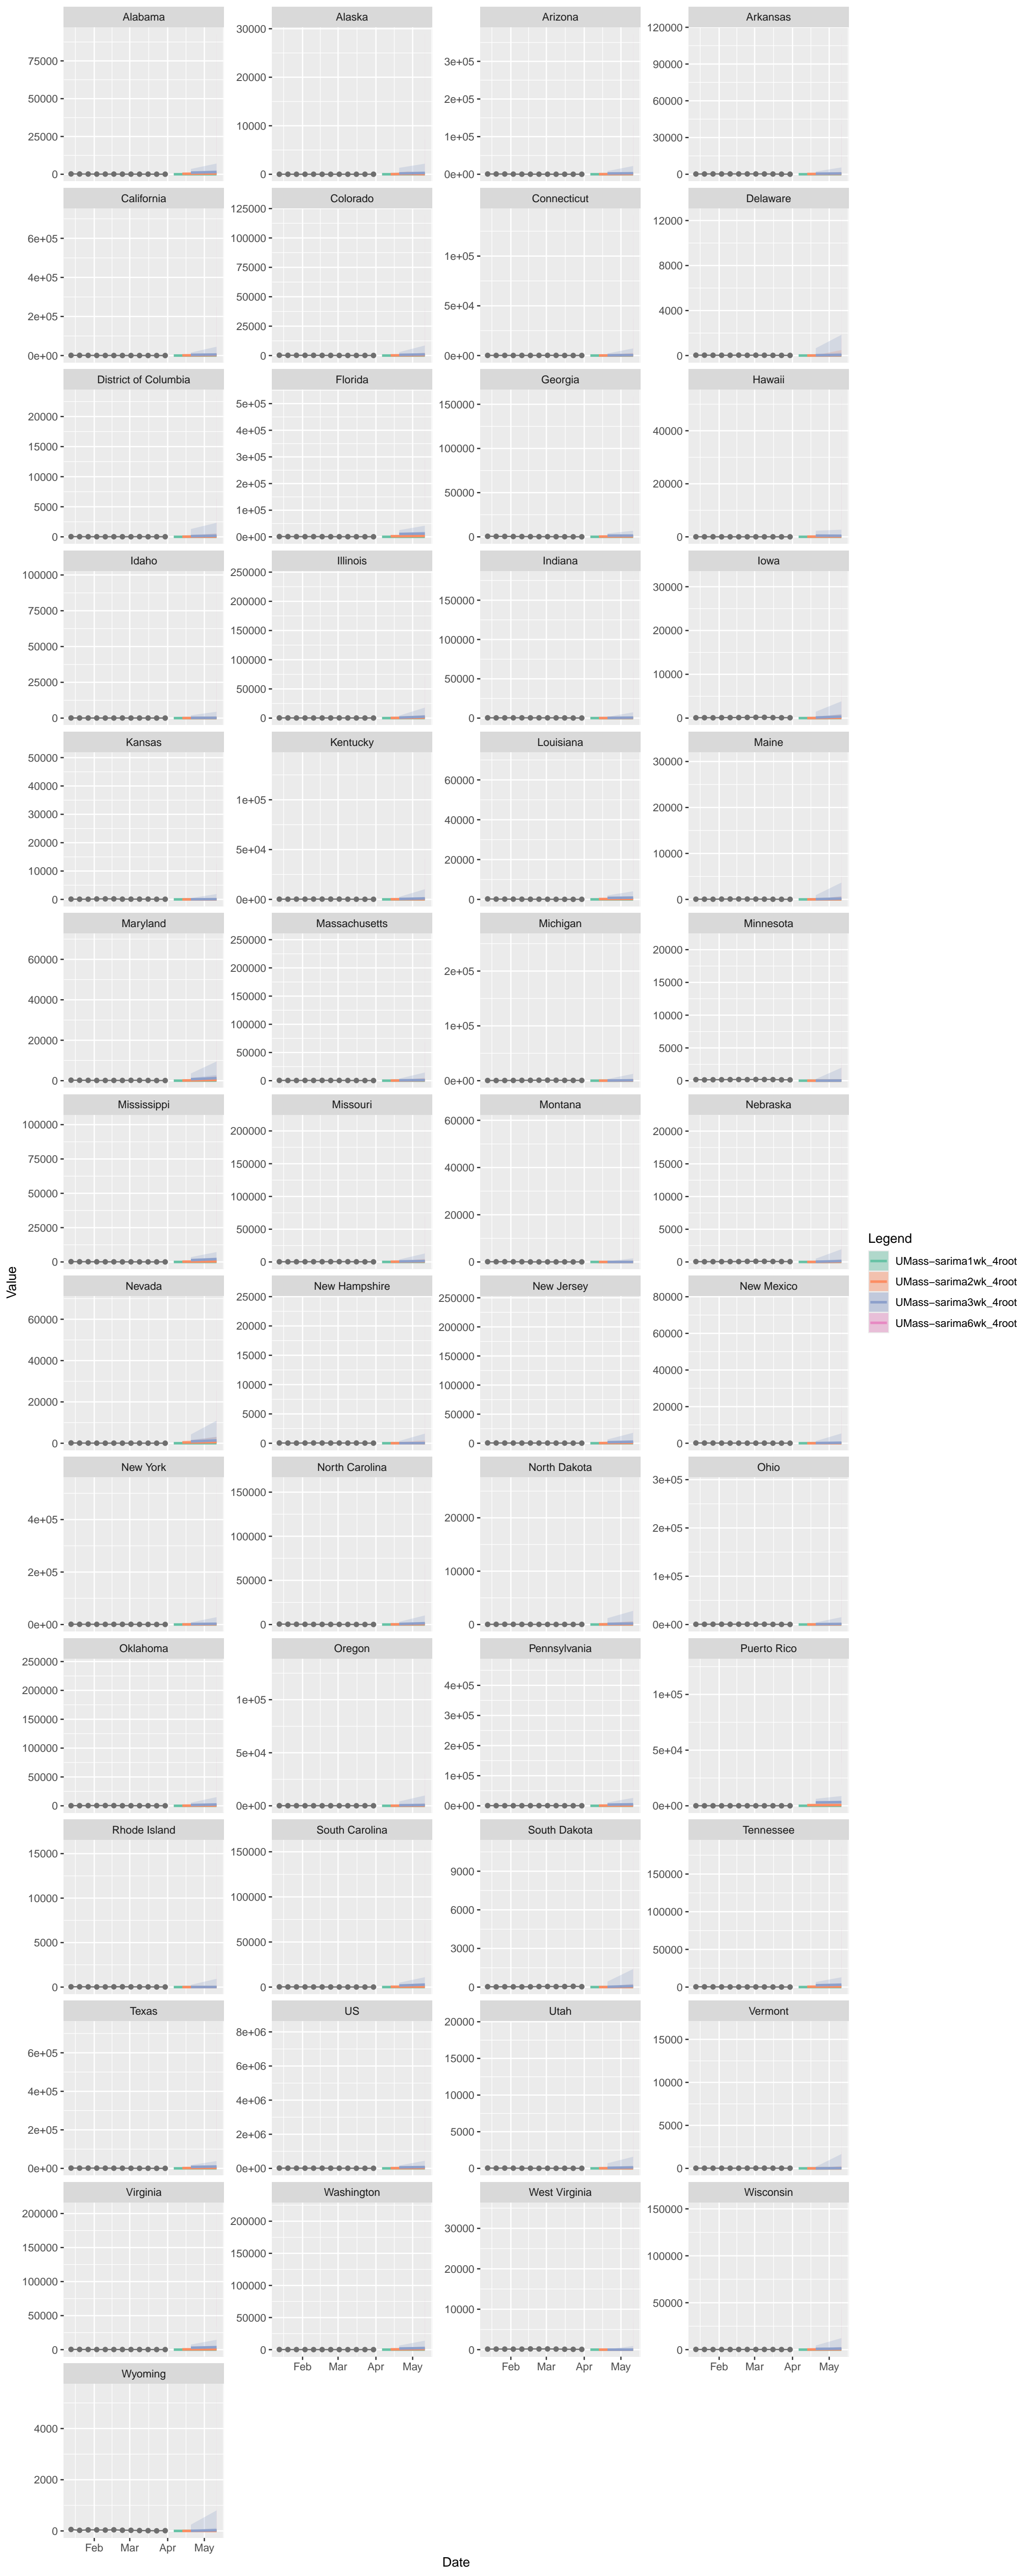 Alabama
Alaska
Arizona
Arkansas
75000
50000
25000
0
30000
20000
10000
0
3e+05
2e+05
1e+05
0e+00
120000
90000
60000
30000
0
California
Colorado
Connecticut
Delaware
6e+05
4e+05
2e+05
0e+00
125000
100000
75000
50000
25000
0
1e+05
5e+04
0e+00
12000
8000
4000
0
District of Columbia
Florida
Georgia
Hawaii
20000
15000
10000
5000
0
5e+05
4e+05
3e+05
2e+05
1e+05
0e+00
150000
100000
50000
0
40000
20000
0
Idaho
Illinois
Indiana
Iowa
100000
75000
50000
25000
0
250000
200000
150000
100000
50000
0
150000
100000
50000
0
30000
20000
10000
0
Kansas
Kentucky
Louisiana
Maine
50000
40000
30000
20000
10000
0
1e+05
5e+04
0e+00
60000
40000
20000
0
30000
20000
10000
0
Maryland
Massachusetts
Michigan
Minnesota
60000
40000
20000
0
250000
200000
150000
100000
50000
0
2e+05
1e+05
0e+00
20000
15000
10000
5000
0
Mississippi
Missouri
Montana
Nebraska
100000
75000
50000
25000
0
200000
150000
100000
50000
0
60000
40000
20000
0
20000
15000
10000
5000
0
Nevada
New Hampshire
New Jersey
New Mexico
60000
40000
20000
0
25000
20000
15000
10000
5000
0
250000
200000
150000
100000
50000
0
80000
60000
40000
20000
0
New York
North Carolina
North Dakota
Ohio
4e+05
2e+05
0e+00
150000
100000
50000
0
20000
10000
0
3e+05
2e+05
1e+05
0e+00
Oklahoma
Oregon
Pennsylvania
Puerto Rico
250000
200000
150000
100000
50000
0
1e+05
5e+04
0e+00
4e+05
3e+05
2e+05
1e+05
0e+00
1e+05
5e+04
0e+00
Rhode Island
South Carolina
South Dakota
Tennessee
15000
10000
5000
0
150000
100000
50000
0
9000
6000
3000
0
150000
100000
50000
0
Texas
US
Utah
Vermont
6e+05
4e+05
2e+05
0e+00
8e+06
6e+06
4e+06
2e+06
0e+00
20000
15000
10000
5000
0
15000
10000
5000
0
Virginia
Washington
West Virginia
Wisconsin
200000
150000
100000
50000
0
200000
150000
100000
50000
0
30000
20000
10000
0
150000
100000
50000
0
Feb Mar Apr May
Feb Mar Apr May
Feb Mar Apr May
Wyoming
4000
2000
0
Feb Mar Apr May
Date
Value
Legend
UMass−sarima1wk_4root
UMass−sarima2wk_4root
UMass−sarima3wk_4root
UMass−sarima6wk_4root